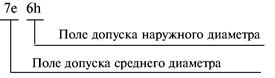 7e 6h
Поле допуска наружного диаметра
Поле допуска среднего диаметра